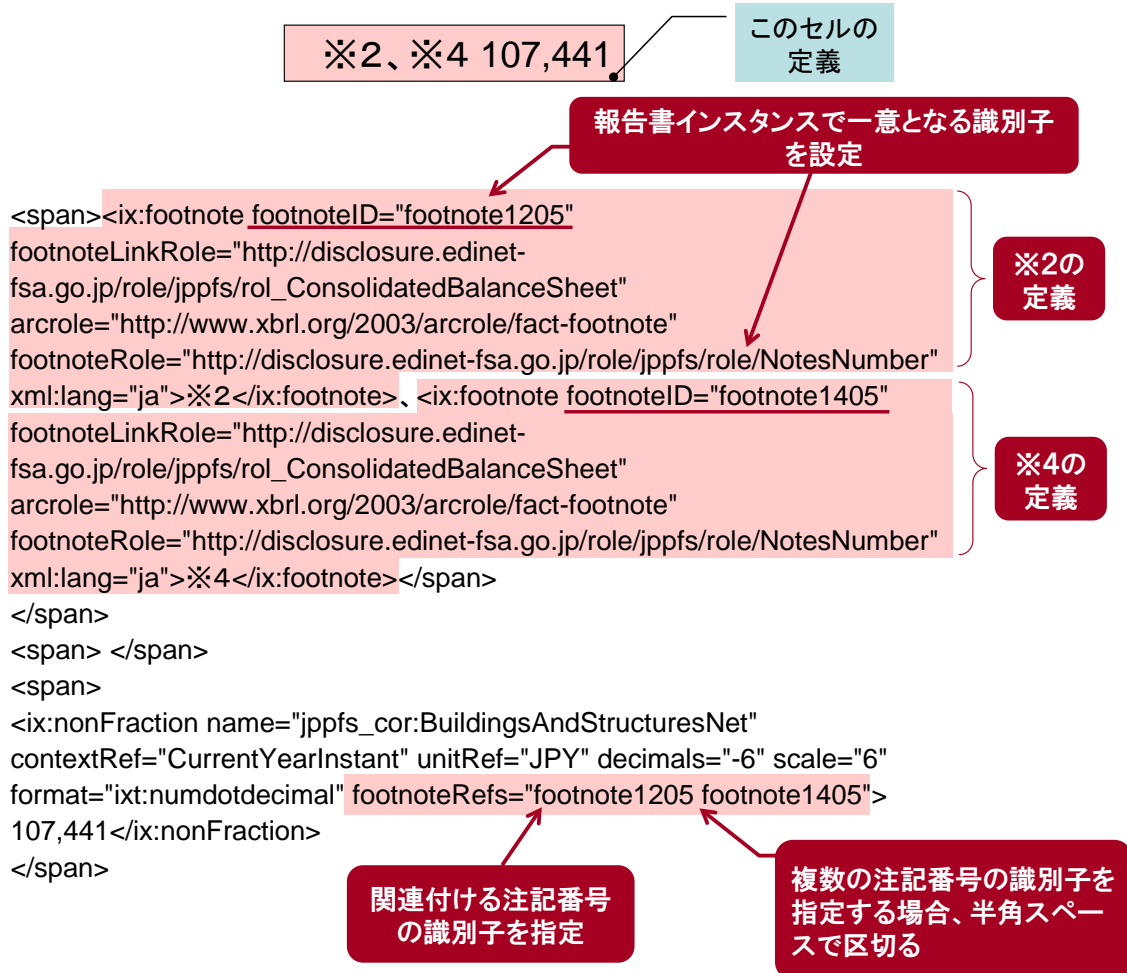 ※2、※4 107,441
このセルの
定義
報告書インスタンスで一意となる識別子
を設定
<span><ix:footnote footnoteID="footnote1205"
footnoteLinkRole="http://disclosure.edinet-
fsa.go.jp/role/jppfs/rol_ConsolidatedBalanceSheet"
arcrole="http://www.xbrl.org/2003/arcrole/fact-footnote"
footnoteRole="http://disclosure.edinet-fsa.go.jp/role/jppfs/role/NotesNumber"
xml:lang="ja">※2</ix:footnote>、<ix:footnote footnoteID="footnote1405"
footnoteLinkRole="http://disclosure.edinet-
fsa.go.jp/role/jppfs/rol_ConsolidatedBalanceSheet"
arcrole="http://www.xbrl.org/2003/arcrole/fact-footnote"
footnoteRole="http://disclosure.edinet-fsa.go.jp/role/jppfs/role/NotesNumber"
xml:lang="ja">※4</ix:footnote></span>
</span>
<span> </span>
<span>
<ix:nonFraction name="jppfs_cor:BuildingsAndStructuresNet"
contextRef="CurrentYearInstant" unitRef="JPY" decimals="-6" scale="6"
format="ixt:numdotdecimal" footnoteRefs="footnote1205 footnote1405">
107,441</ix:nonFraction>
</span>
※2の
定義
※4の
定義
関連付ける注記番号
の識別子を指定
複数の注記番号の識別子を
指定する場合、半角スペー
スで区切る